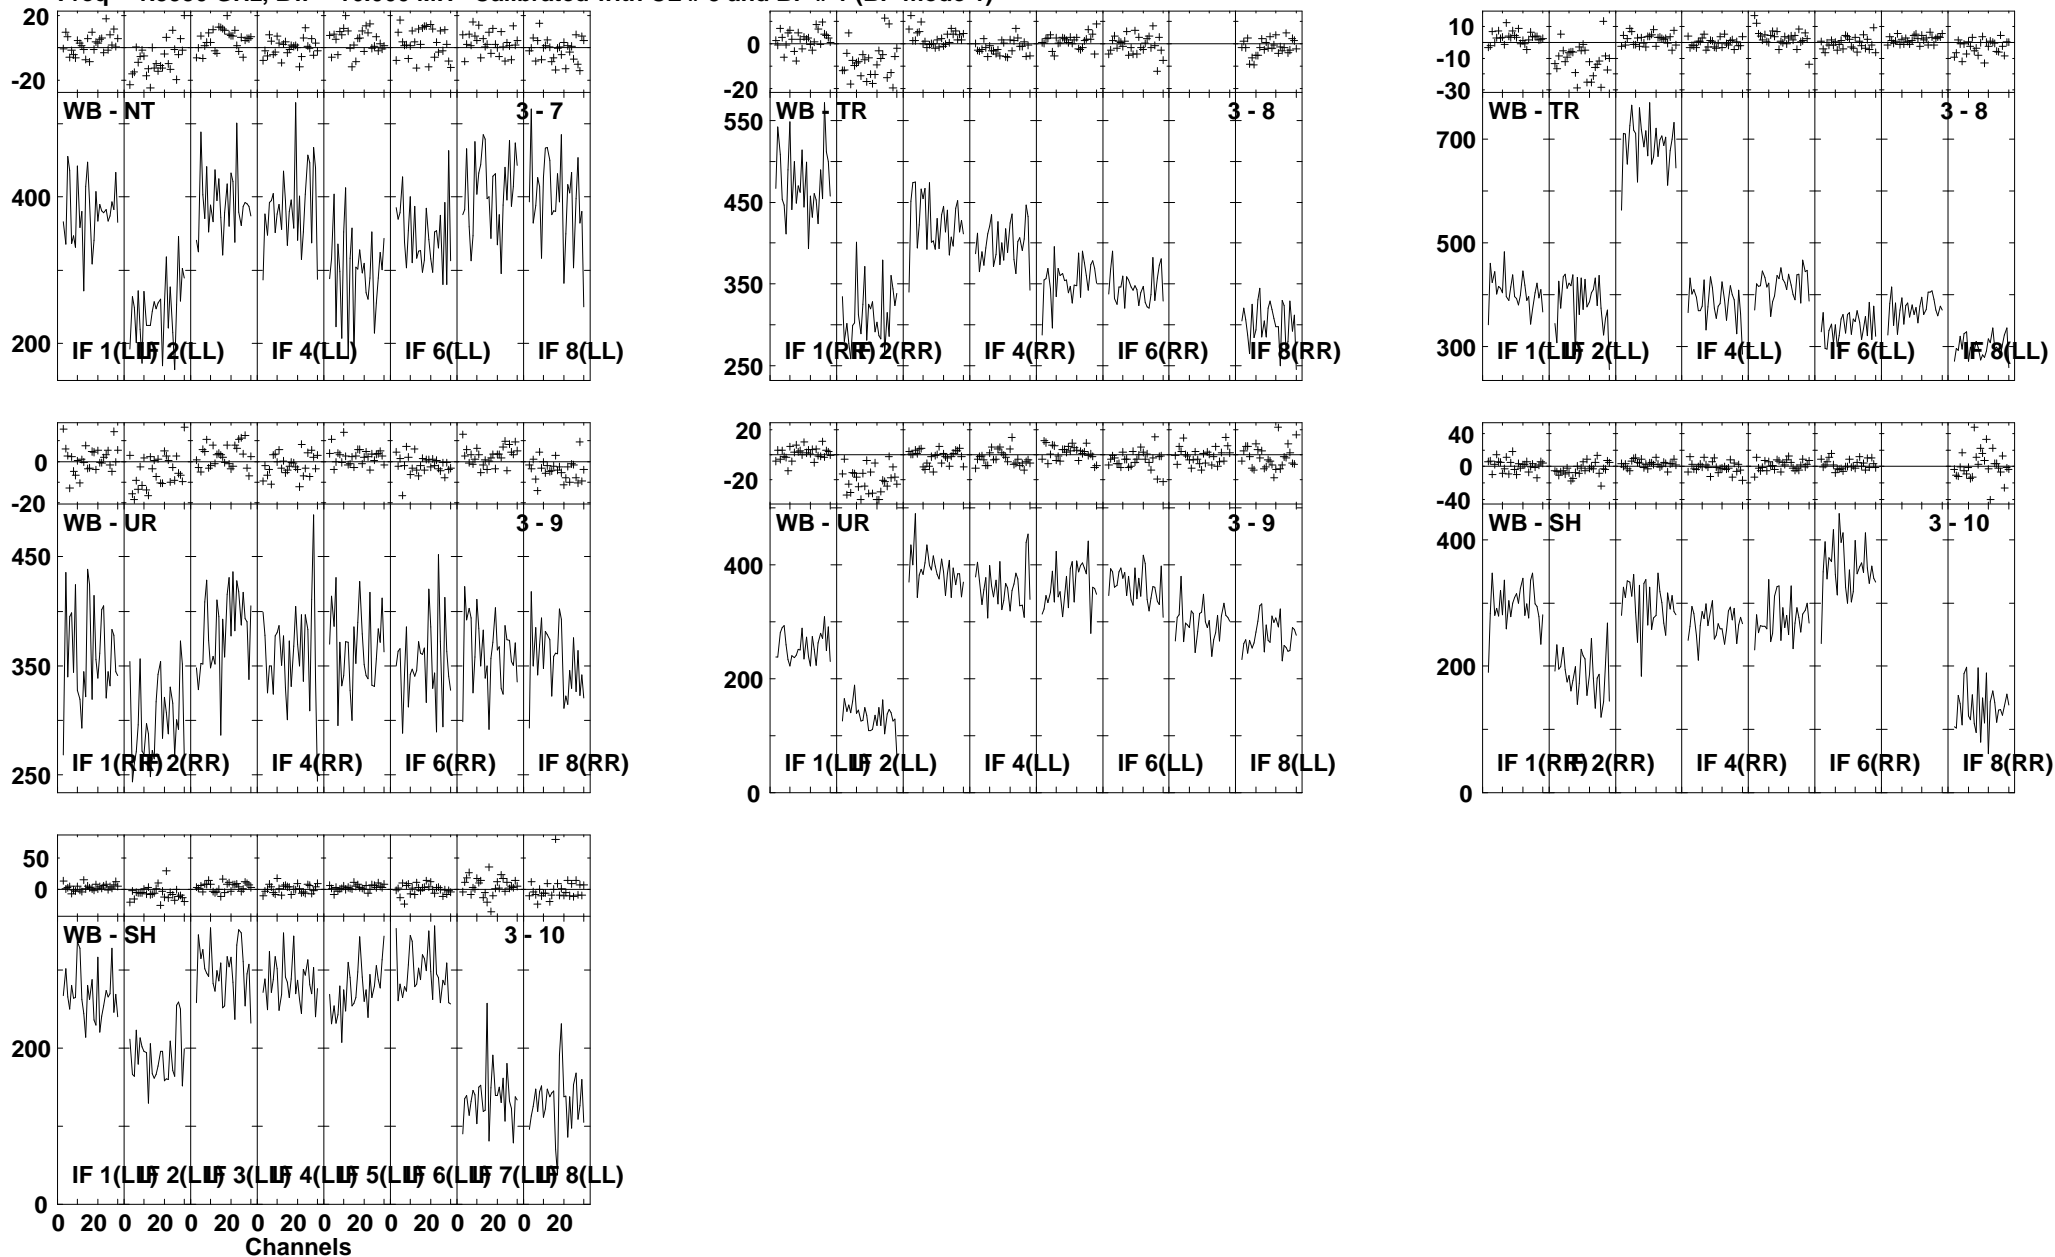 20
0
-20
WB - NT
3 - 7
400
200
IF 1(LL) IF 2(LL) IF 4(LL) IF 6(LL) IF 8(LL)
0
-20
WB - TR
3 - 8
550
450
350
250
IF 1(RR) IF 2(RR) IF 4(RR) IF 6(RR) IF 8(RR)
10
-10
-30
WB - TR
3 - 8
700
500
300
IF 1(LL) IF 2(LL) IF 4(LL) IF 6(LL) IF 8(LL)
0
-20
WB - UR
3 - 9
450
350
250
IF 1(RR) IF 2(RR) IF 4(RR) IF 6(RR) IF 8(RR)
20
-20
WB - UR
3 - 9
400
200
0
IF 1(LL) IF 2(LL) IF 4(LL) IF 6(LL) IF 8(LL)
40
0
-40
WB - SH
3 - 10
400
200
0
IF 1(RR) IF 2(RR) IF 4(RR) IF 6(RR) IF 8(RR)
50
0
WB - SH
3 - 10
200
0
IF 1(LL) IF 2(LL) IF 3(LL) IF 4(LL) IF 5(LL) IF 6(LL) IF 7(LL) IF 8(LL)
0 20 0 20 0 20 0 20 0 20 0 20 0 20 0 20
Channels